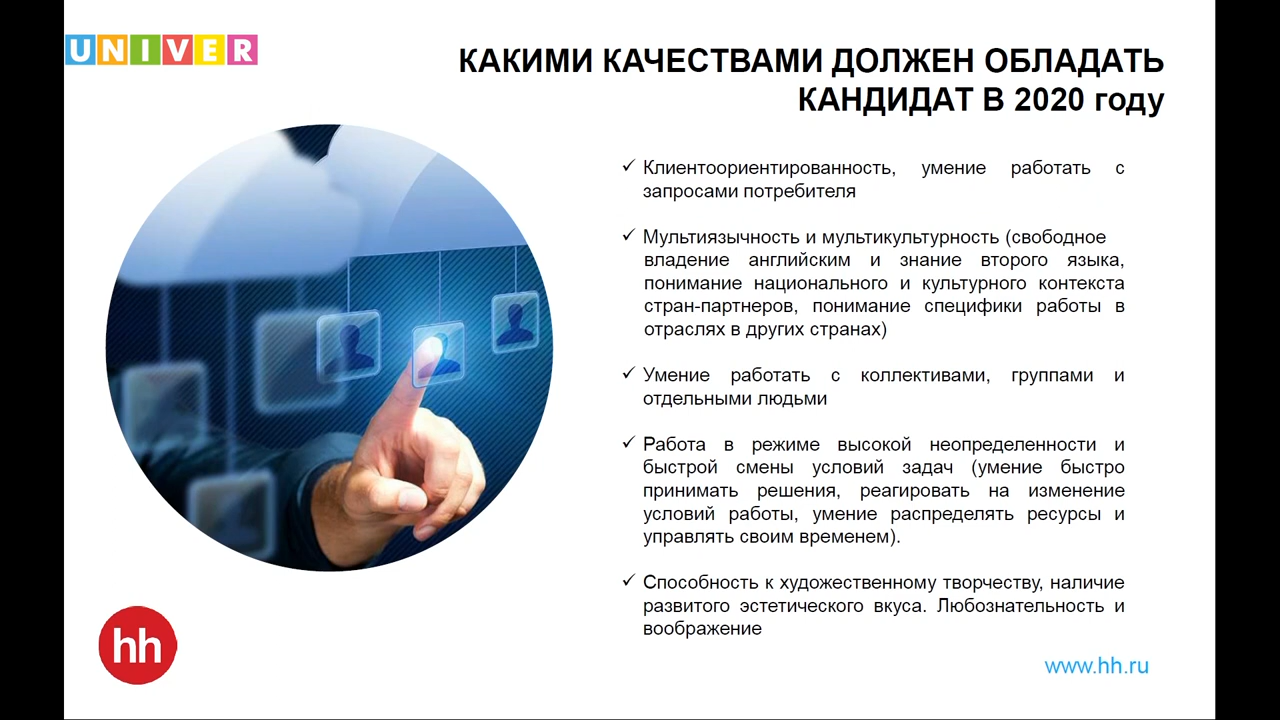 UNIVER
КАКИМИ КАЧЕСТВАМИ ДОЛЖЕН ОБЛАДАТЬ
КАНДИДАТ В 2020 году
✓ Клиентоориентированность, умение работать с
запросами потребителя
✓ Мультиязычность и мультикультурность (свободное
владение английским и знание второго языка,
понимание национального и культурного контекста
стран-партнеров, понимание специфики работы в
отраслях в других странах)
✓ Умение работать с коллективами, группами и
отдельными людьми
✓ Работа в режиме высокой неопределенности и
быстрой смены условий задач (умение быстро
принимать решения, реагировать на изменение
условий работы, умение распределять ресурсы и
управлять своим временем).
✓ Способность к художественному творчеству, наличие
развитого эстетического вкуса. Любознательность и
воображение
hh
www.hh.ru